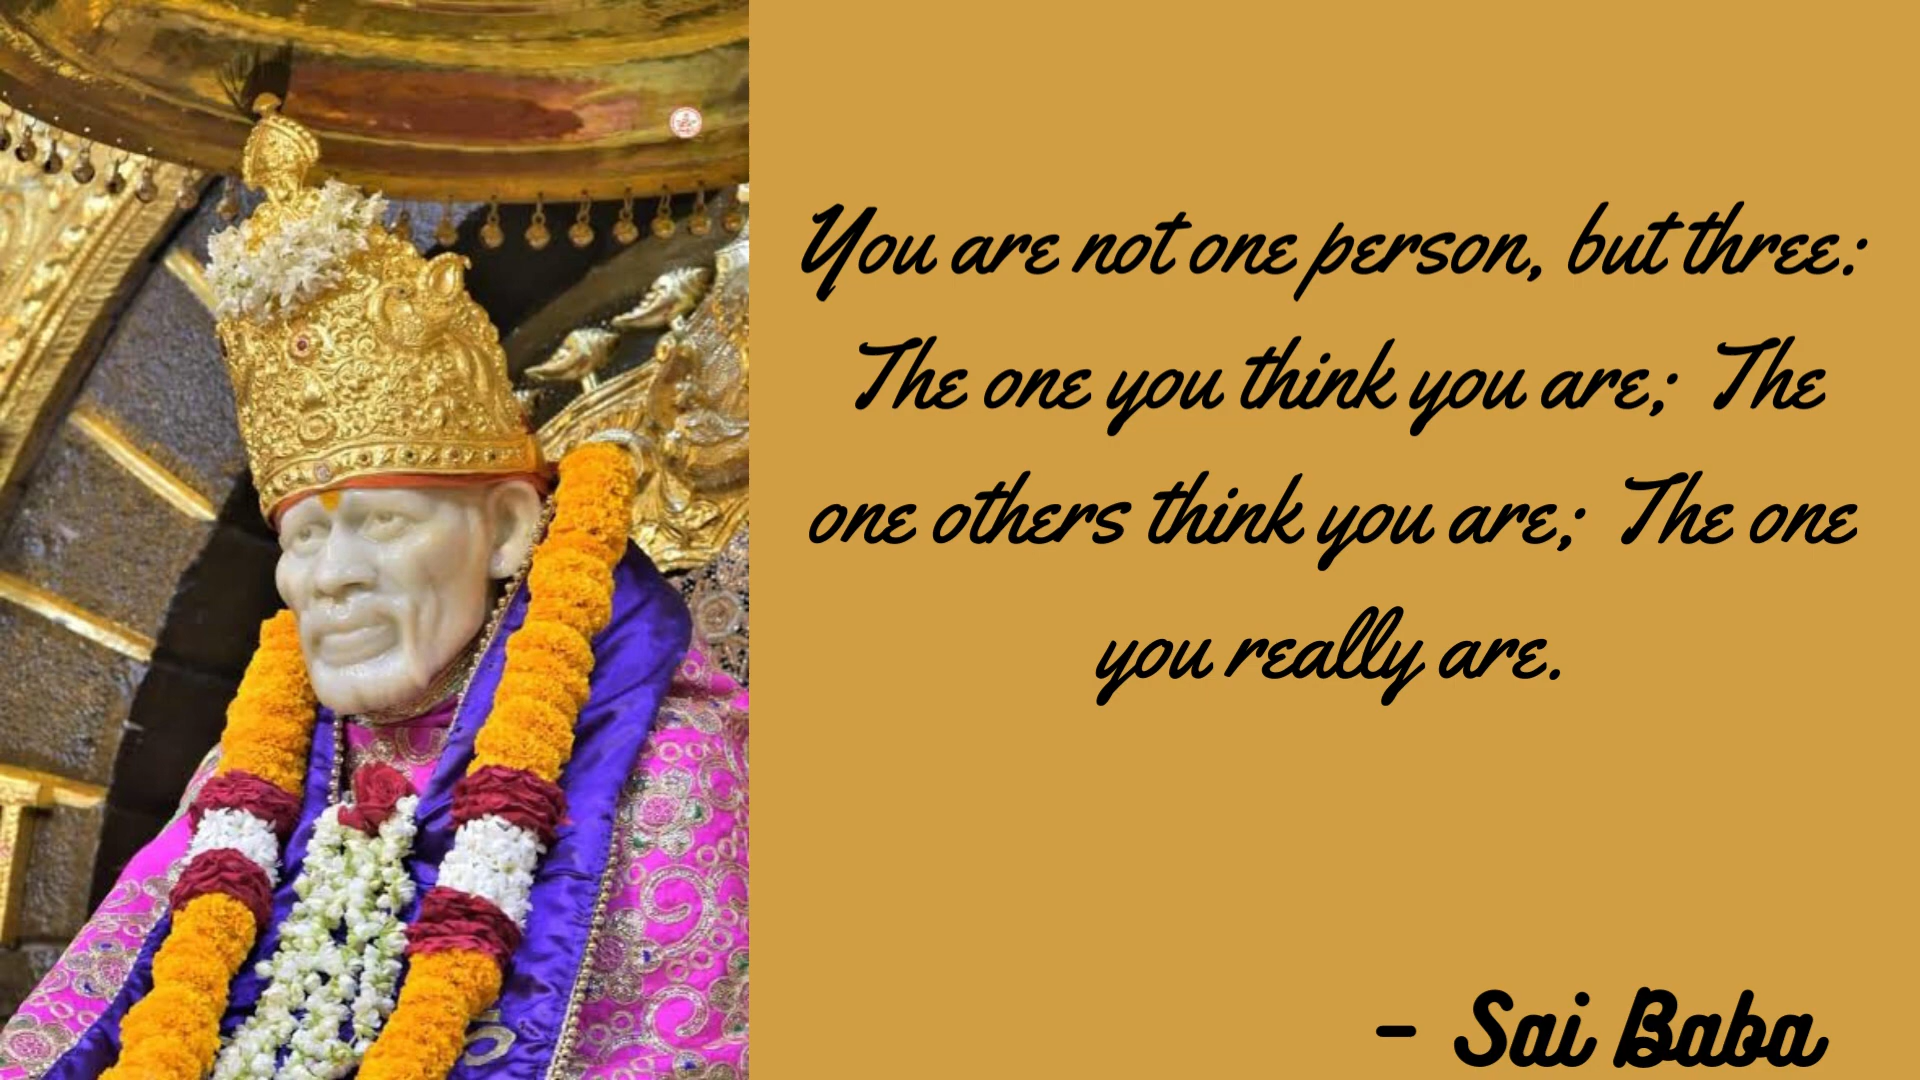 You are not one person, but three:
The one you think you are; The
one others think you are; The one
you really are.
- Sai Baba